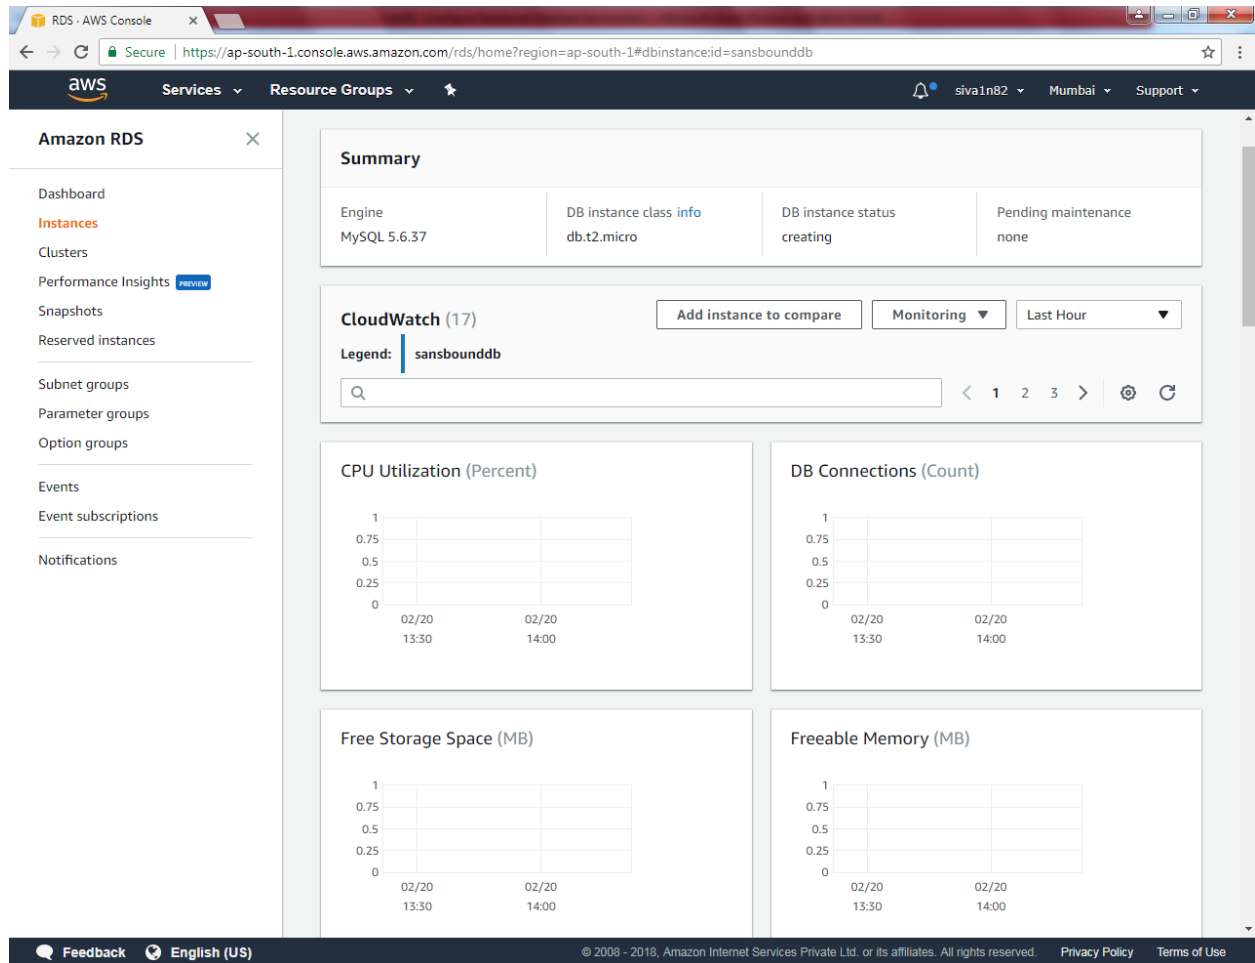 RDS · AWS Console
Secure | https://ap-south-1.console.aws.amazon.com/rds/home?region=ap-south-1#dbinstance:id=sansbounddb
aws Services Resource Groups siva1n82 Mumbai Support
Amazon RDS
Dashboard
Instances
Clusters
Performance Insights PREVIEW
Snapshots
Reserved instances
Subnet groups
Parameter groups
Option groups
Events
Event subscriptions
Notifications
Summary
Engine
MySQL 5.6.37
DB instance class info
db.t2.micro
DB instance status
creating
Pending maintenance
none
CloudWatch (17)
Add instance to compare
Monitoring
Last Hour
Legend: sansbounddb
1 2 3
CPU Utilization (Percent)
1
0.75
0.5
0.25
0
02/20 02/20
13:30 14:00
DB Connections (Count)
1
0.75
0.5
0.25
0
02/20 02/20
13:30 14:00
Free Storage Space (MB)
1
0.75
0.5
0.25
0
02/20 02/20
13:30 14:00
Freeable Memory (MB)
1
0.75
0.5
0.25
0
02/20 02/20
13:30 14:00
Feedback English (US) © 2008 - 2018, Amazon Internet Services Private Ltd. or its affiliates. All rights reserved. Privacy Policy Terms of Use